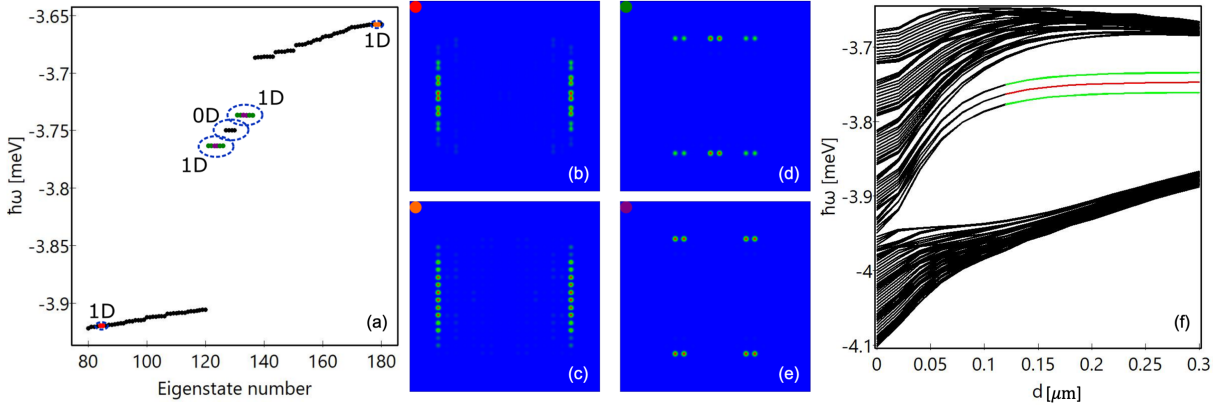 -3.65
-3.7
-3.75
-3.8
-3.85
-3.9
ħω [meV]
80
100
120
140
160
180
Eigenstate number
1D
1D
0D
1D
1D
(a)
(b)
(c)
(d)
(e)
-3.7
-3.8
-3.9
-4
-4.1
ħω [meV]
0
0.05
0.1
0.15
0.2
0.25
0.3
d [μm]
(f)